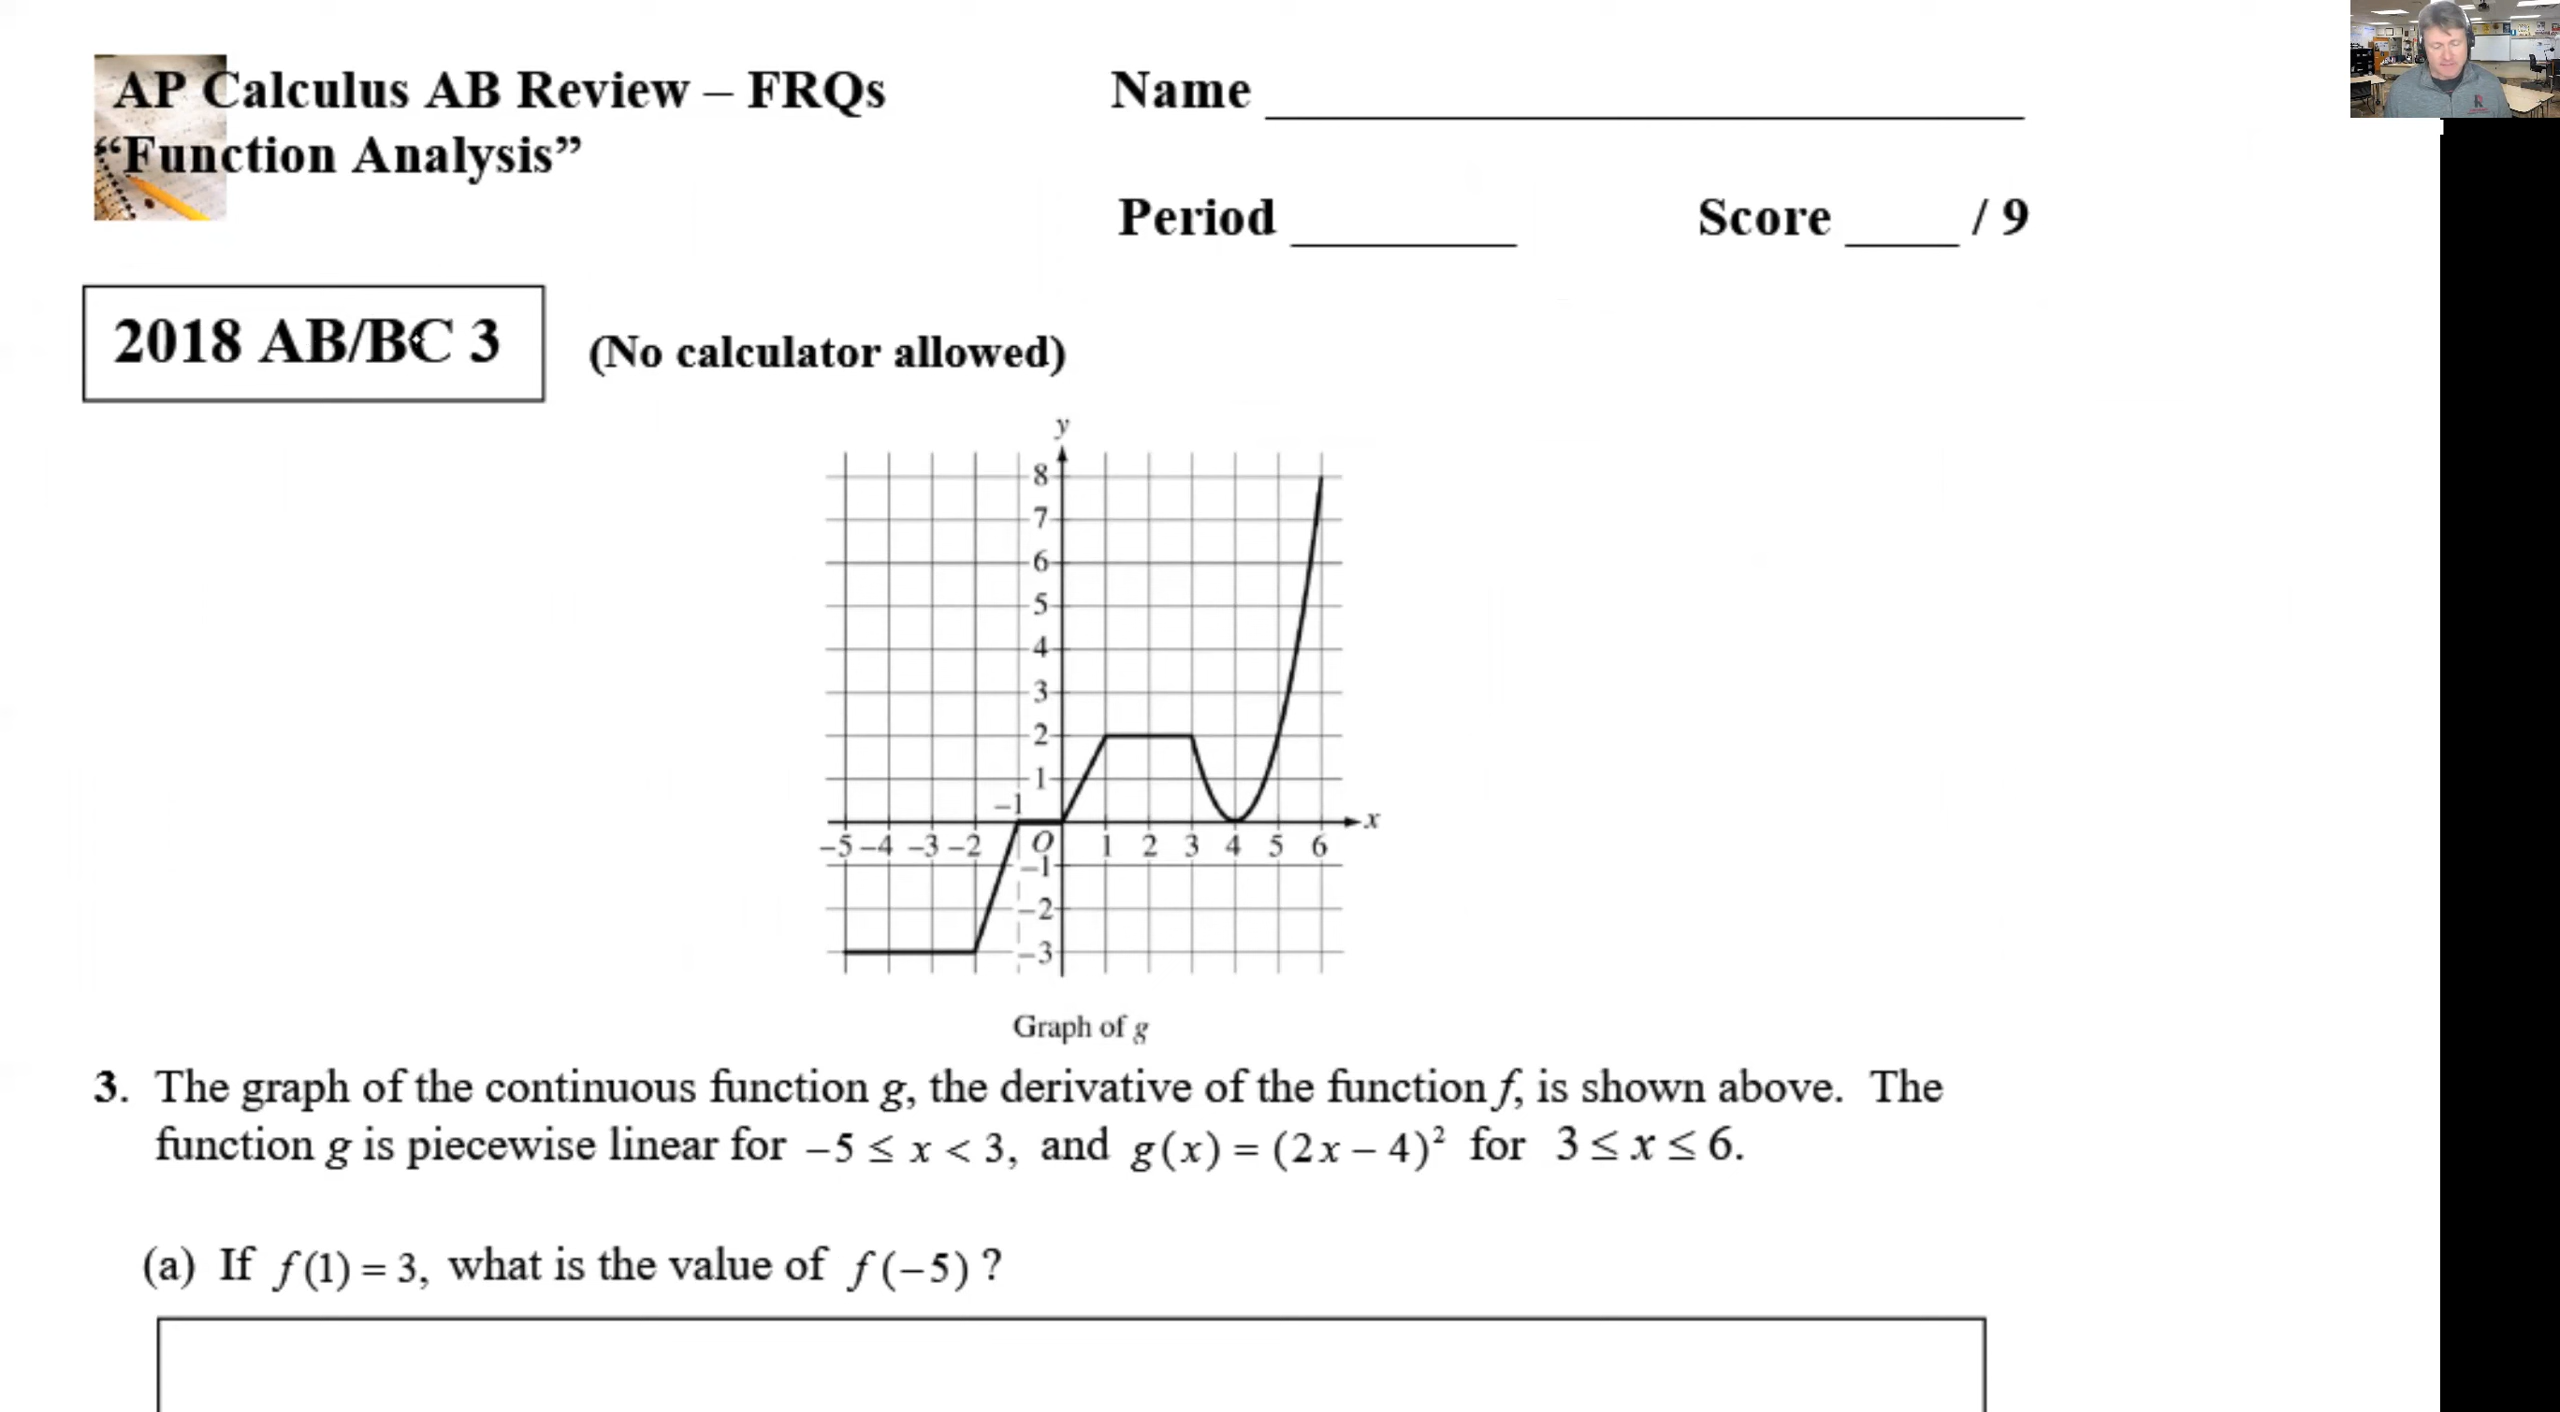 AP Calculus AB Review – FRQs
“Function Analysis”
Name
Period
Score / 9
2018 AB/BC 3
(No calculator allowed)
y
8
7
6
5
4
3
2
1
–1
x
–5 –4 –3 –2 O 1 2 3 4 5 6
–1
–2
–3
Graph of g
3. The graph of the continuous function g, the derivative of the function f, is shown above. The
function g is piecewise linear for −5 ≤ x < 3, and g(x) = (2x − 4)² for 3 ≤ x ≤ 6.
(a) If f(1) = 3, what is the value of f(−5) ?